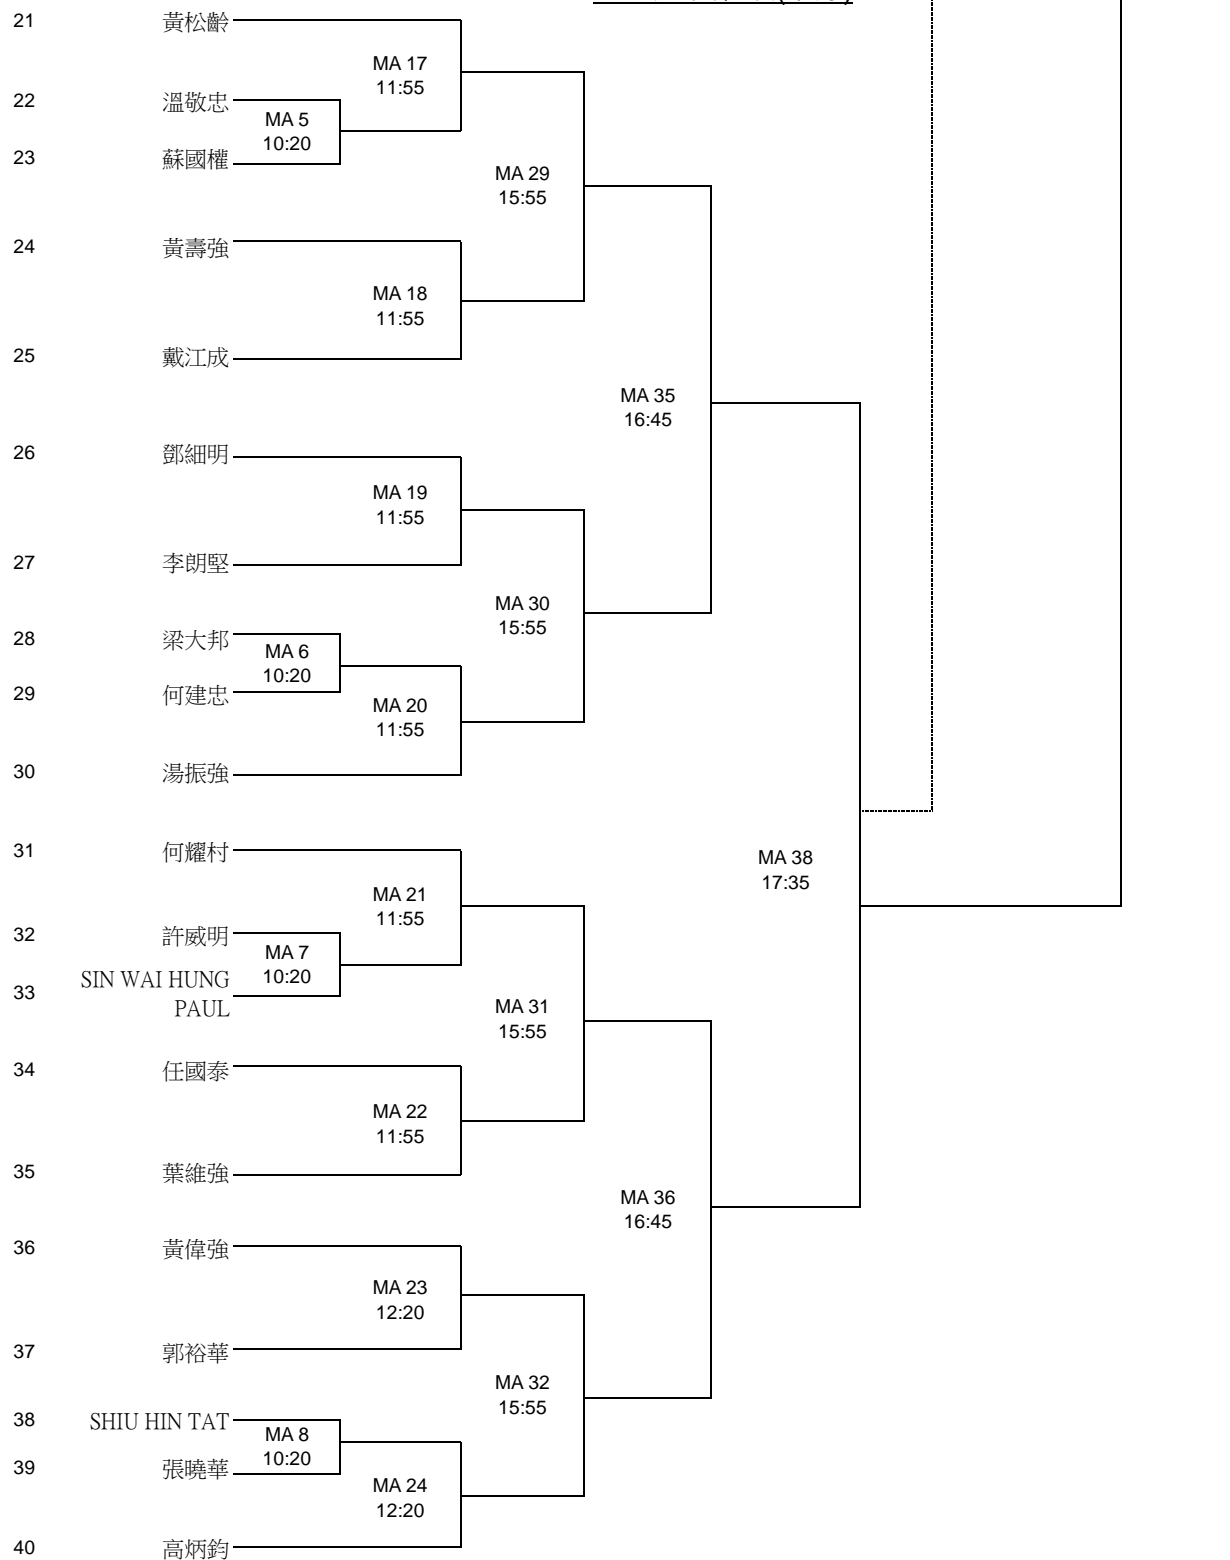 21 黃松齡
MA 17
11:55
22 溫敬忠
MA 5
10:20
23 蘇國權
MA 29
15:55
24 黃壽強
MA 18
11:55
25 戴江成
MA 35
16:45
26 鄧細明
MA 19
11:55
27 李朗堅
MA 30
15:55
28 梁大邦
MA 6
10:20
29 何建忠
MA 20
11:55
30 湯振強
31 何耀村
MA 38
17:35
MA 21
11:55
32 許威明
MA 7
10:20
33 SIN WAI HUNG
PAUL
MA 31
15:55
34 任國泰
MA 22
11:55
35 葉維強
MA 36
16:45
36 黃偉強
MA 23
12:20
37 郭裕華
MA 32
15:55
38 SHIU HIN TAT
MA 8
10:20
39 張曉華
MA 24
12:20
40 高炳鈞